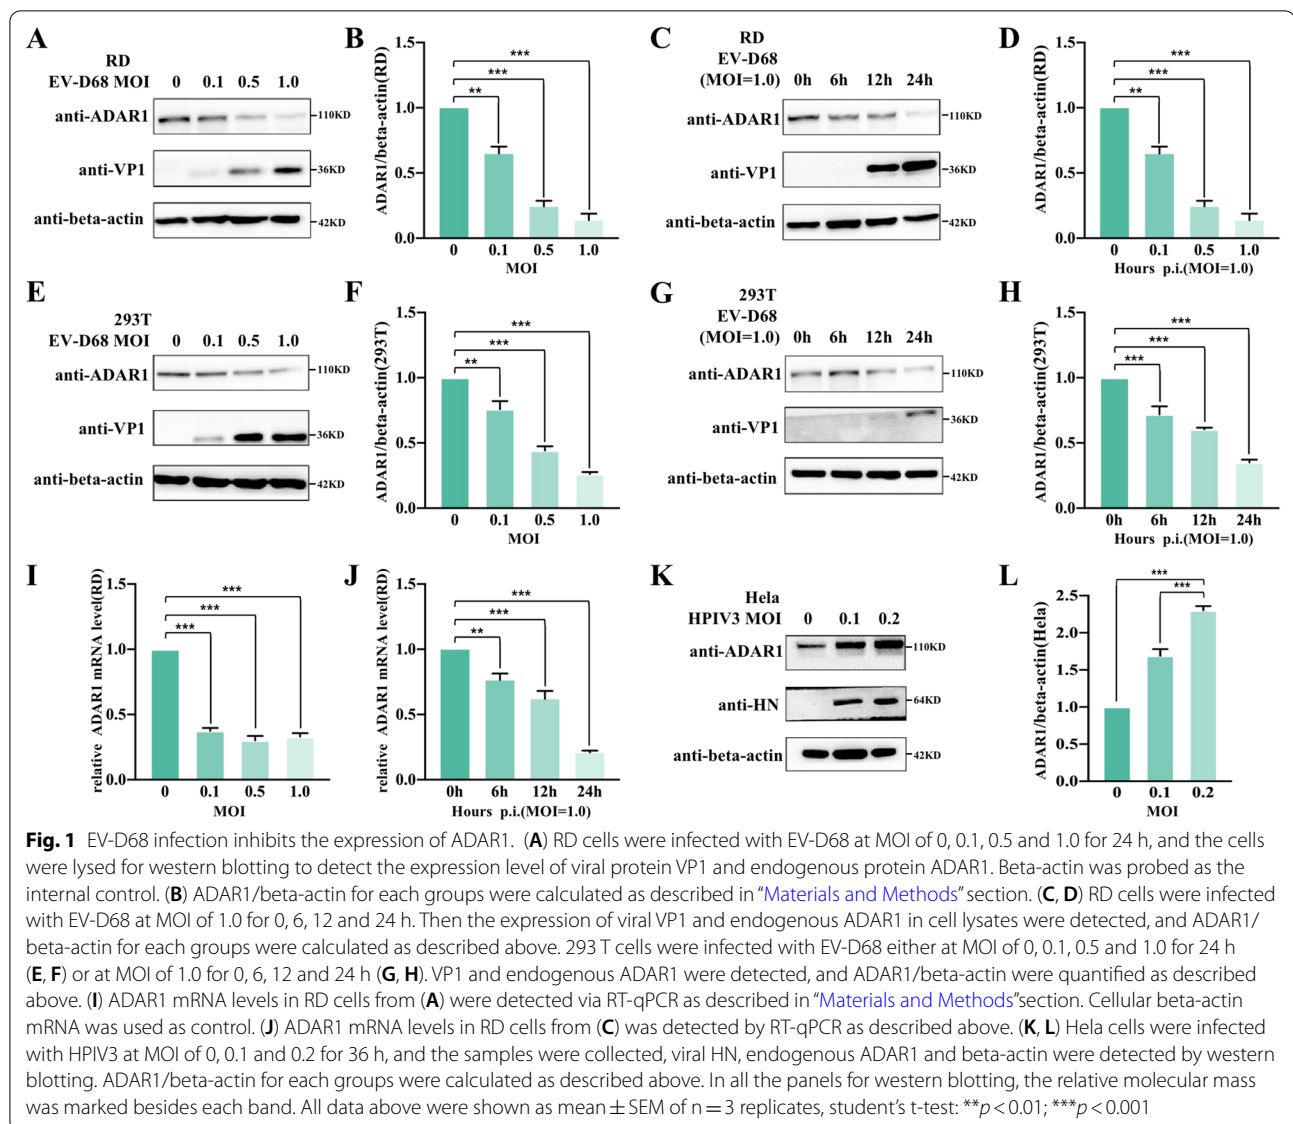 A
RD
EV-D68 MOI 0 0.1 0.5 1.0
anti-ADAR1 110KD
anti-VP1 36KD
anti-beta-actin 42KD
B
ADAR1/beta-actin(RD)
1.5
1.0
0.5
0.0
***
***
**
0 0.1 0.5 1.0
MOI
C
RD
EV-D68
(MOI=1.0) 0h 6h 12h 24h
anti-ADAR1 110KD
anti-VP1 36KD
anti-beta-actin 42KD
D
ADAR1/beta-actin(RD)
1.5
1.0
0.5
0.0
***
***
**
0 0.1 0.5 1.0
Hours p.i.(MOI=1.0)
E
293T
EV-D68 MOI 0 0.1 0.5 1.0
anti-ADAR1 110KD
anti-VP1 36KD
anti-beta-actin 42KD
F
ADAR1/beta-actin(293T)
1.5
1.0
0.5
0.0
***
***
**
0 0.1 0.5 1.0
MOI
G
293T
EV-D68
(MOI=1.0) 0h 6h 12h 24h
anti-ADAR1 110KD
anti-VP1 36KD
anti-beta-actin 42KD
H
ADAR1/beta-actin(293T)
1.5
1.0
0.5
0.0
***
***
***
0h 6h 12h 24h
Hours p.i.(MOI=1.0)
I
relative ADAR1 mRNA level(RD)
1.5
1.0
0.5
0.0
***
***
***
0 0.1 0.5 1.0
MOI
J
relative ADAR1 mRNA level(RD)
1.5
1.0
0.5
0.0
***
***
**
0h 6h 12h 24h
Hours p.i.(MOI=1.0)
K
Hela
HPIV3 MOI 0 0.1 0.2
anti-ADAR1 110KD
anti-HN 64KD
anti-beta-actin 42KD
L
ADAR1/beta-actin(Hela)
2.5
2.0
1.5
1.0
0.5
0.0
***
***
0 0.1 0.2
MOI
Fig. 1 EV-D68 infection inhibits the expression of ADAR1. (A) RD cells were infected with EV-D68 at MOI of 0, 0.1, 0.5 and 1.0 for 24 h, and the cells
were lysed for western blotting to detect the expression level of viral protein VP1 and endogenous protein ADAR1. Beta-actin was probed as the
internal control. (B) ADAR1/beta-actin for each groups were calculated as described in “Materials and Methods” section. (C, D) RD cells were infected
with EV-D68 at MOI of 1.0 for 0, 6, 12 and 24 h. Then the expression of viral VP1 and endogenous ADAR1 in cell lysates were detected, and ADAR1/
beta-actin for each groups were calculated as described above. 293 T cells were infected with EV-D68 either at MOI of 0, 0.1, 0.5 and 1.0 for 24 h
(E, F) or at MOI of 1.0 for 0, 6, 12 and 24 h (G, H). VP1 and endogenous ADAR1 were detected, and ADAR1/beta-actin were quantified as described
above. (I) ADAR1 mRNA levels in RD cells from (A) were detected via RT-qPCR as described in “Materials and Methods”section. Cellular beta-actin
mRNA was used as control. (J) ADAR1 mRNA levels in RD cells from (C) was detected by RT-qPCR as described above. (K, L) Hela cells were infected
with HPIV3 at MOI of 0, 0.1 and 0.2 for 36 h, and the samples were collected, viral HN, endogenous ADAR1 and beta-actin were detected by western
blotting. ADAR1/beta-actin for each groups were calculated as described above. In all the panels for western blotting, the relative molecular mass
was marked besides each band. All data above were shown as mean ± SEM of n = 3 replicates, student’s t-test: **p < 0.01; ***p < 0.001